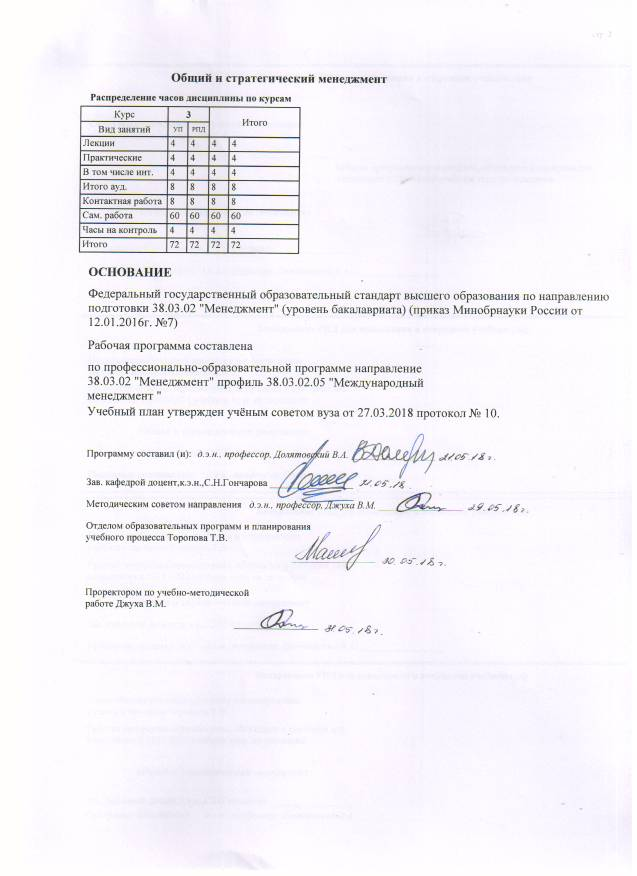 Общий и стратегический менеджмент
Распределение часов дисциплины по курсам
Курс 3 Итого
Вид занятий УП РПД
Лекции 4 4 4 4
Практические 4 4 4 4
В том числе инт. 4 4 4 4
Итого ауд. 8 8 8 8
Контактная работа 8 8 8 8
Сам. работа 60 60 60 60
Часы на контроль 4 4 4 4
Итого 72 72 72 72
ОСНОВАНИЕ
Федеральный государственный образовательный стандарт высшего образования по направлению
подготовки 38.03.02 "Менеджмент" (уровень бакалавриата) (приказ Минобрнауки России от
12.01.2016г. №7)
Рабочая программа составлена
по профессионально-образовательной программе направление
38.03.02 "Менеджмент" профиль 38.03.02.05 "Международный
менеджмент "
Учебный план утвержден учёным советом вуза от 27.03.2018 протокол № 10.
Программу составил (и): д.э.н., профессор, Долятовский В.А. 21.05.18г.
Зав. кафедрой доцент,к.э.н.,С.Н.Гончарова 21.05.18.
Методическим советом направления д.э.н., профессор, Джуха В.М. 29.05.18г.
Отделом образовательных программ и планирования
учебного процесса Торопова Т.В.
30.05.18г.
Проректором по учебно-методической
работе Джуха В.М.
31.05.18г.